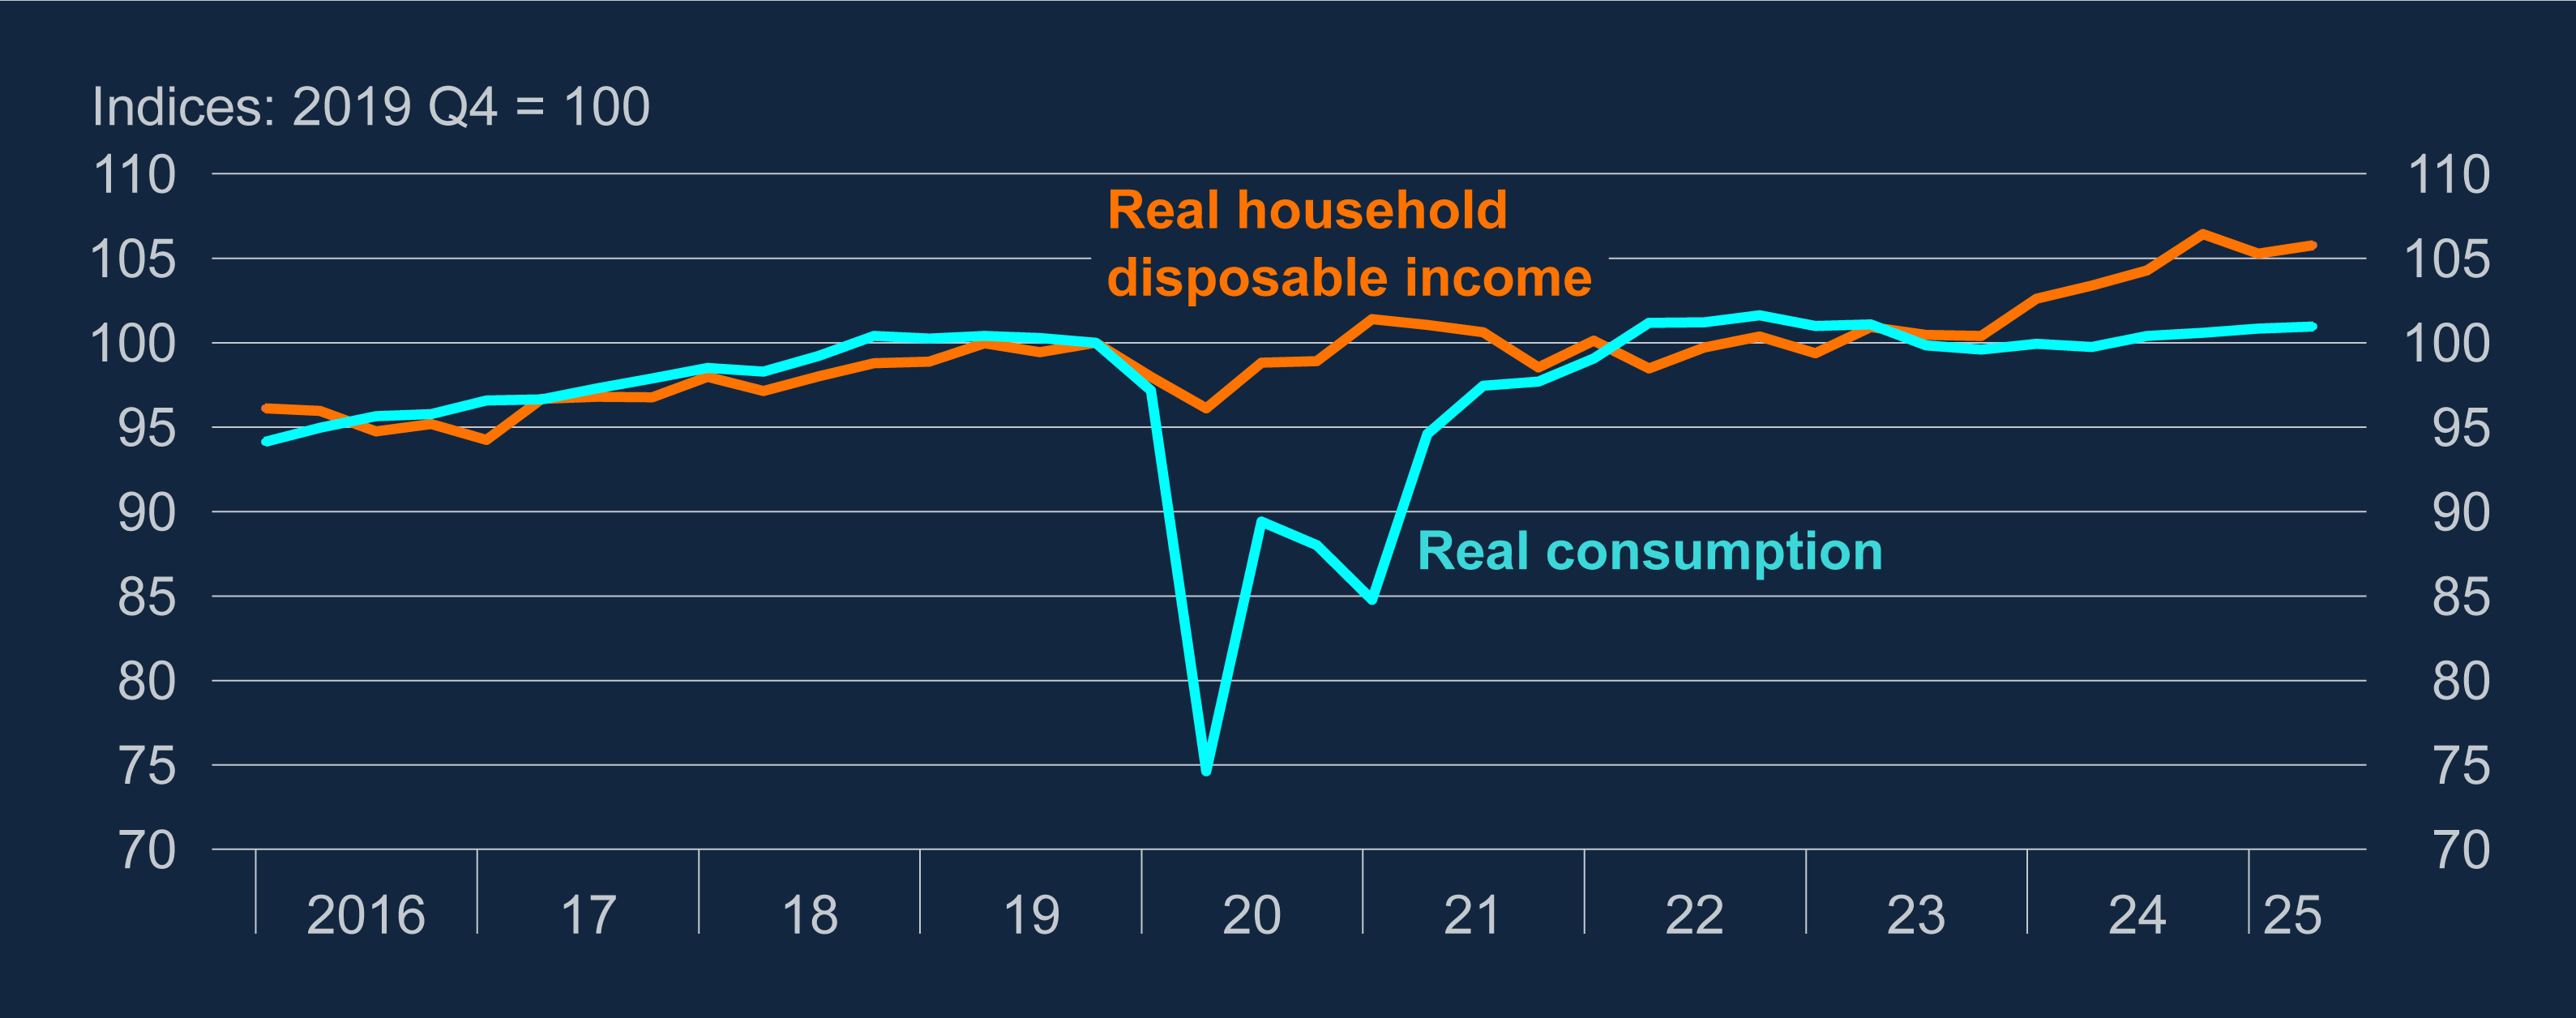 Indices: 2019 Q4 = 100
110 110
Real household
105 105
disposable income
100 100
95 95
90 90
Real consumption
85 85
80 80
75 75
70 70
2016 17 18 19 20 21 22 23 24 25